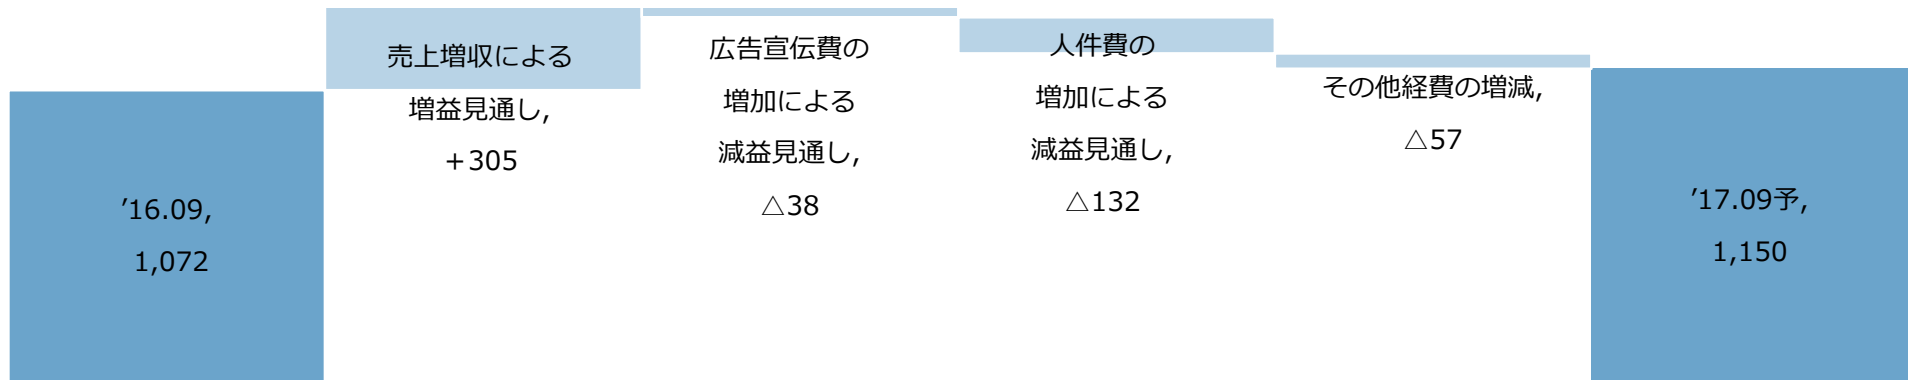 ’16.09,
1,072
売上増収による
増益見通し,
＋305
広告宣伝費の
増加による
減益見通し,
△38
人件費の
増加による
減益見通し,
△132
その他経費の増減,
△57
’17.09予,
1,150